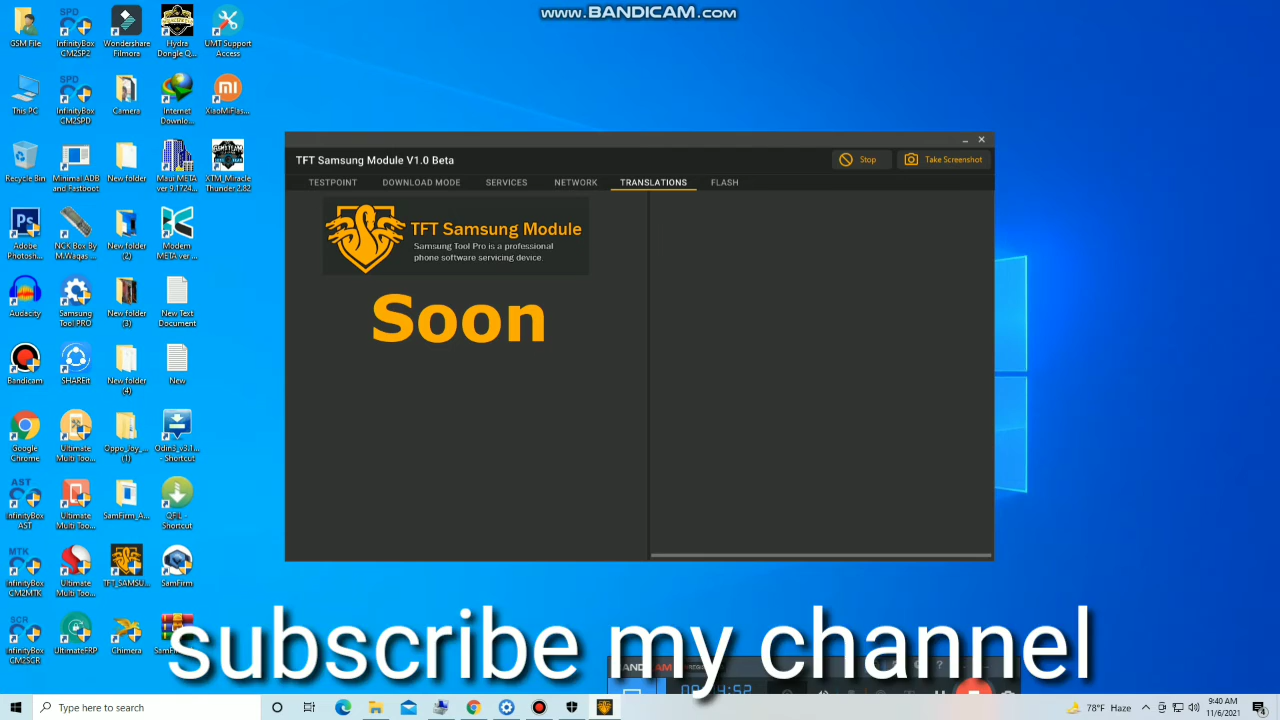 www.BANDICAM.com
GSM File
InfinityBox
CM2SP2
Wondershare
Filmora
Hydra
Dongle Q...
UMT Support
Access
This PC
InfinityBox
CM2SPD
Camera
Internet
Downlo...
XiaoMiFlas...
Recycle Bin
Minimal ADB
and Fastboot
New folder
Maui META
ver 9.1724...
XTM_Miracle
Thunder 2.82
Adobe
Photosh...
NCK Box By
M.Waqas ...
New folder
(2)
Modem
META ver ...
Audacity
Samsung
Tool PRO
New folder
(3)
New Text
Document
Bandicam
SHAREit
New folder
(4)
New
Google
Chrome
Ultimate
Multi Too...
Oppo_Joy_...
(1)
Odin3_v3.1...
- Shortcut
AST
InfinityBox
AST
Ultimate
Multi Too...
SamFirm_A...
QFIL -
Shortcut
MTK
InfinityBox
CM2MTK
Ultimate
Multi Too...
TFT_SAMSU...
SamFirm
SCR
InfinityBox
CM2SCR
UltimateFRP
Chimera
TFT Samsung Module V1.0 Beta
Stop
Take Screenshot
TESTPOINT DOWNLOAD MODE SERVICES NETWORK TRANSLATIONS FLASH
TFT Samsung Module
Samsung Tool Pro is a professional
phone software servicing device.
Soon
subscribe my channel
Type here to search
78°F Haze
9:40 AM
11/6/2021
4